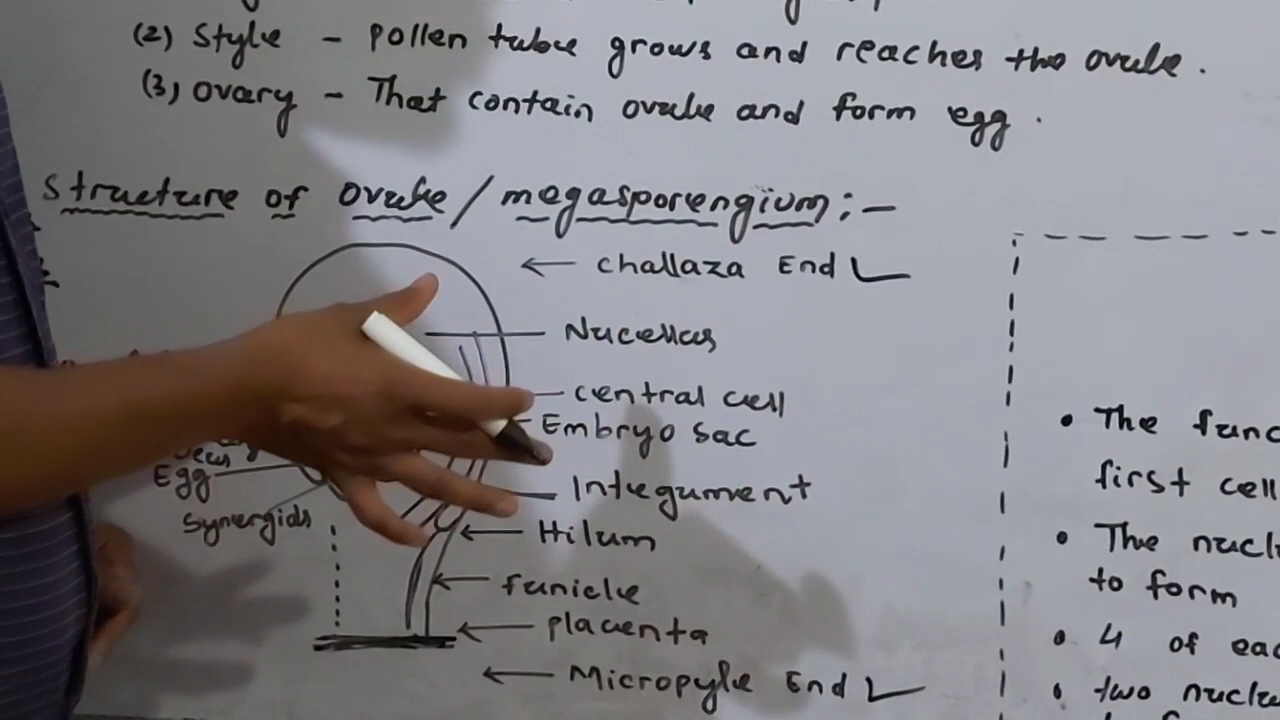 (2) Style - pollen tube grows and reaches the ovule.
(3) ovary - That contain ovule and form egg.
Structure of ovule / megasporengium :-
← Challaza End
Nucellus
central cell
Embryo sac
Egg
Integument
Synergids
← Hilum
← funicle
← placenta
← Micropyle End
• The func
first cell
• The nucl
to form
• 4 of eac
• two nucle